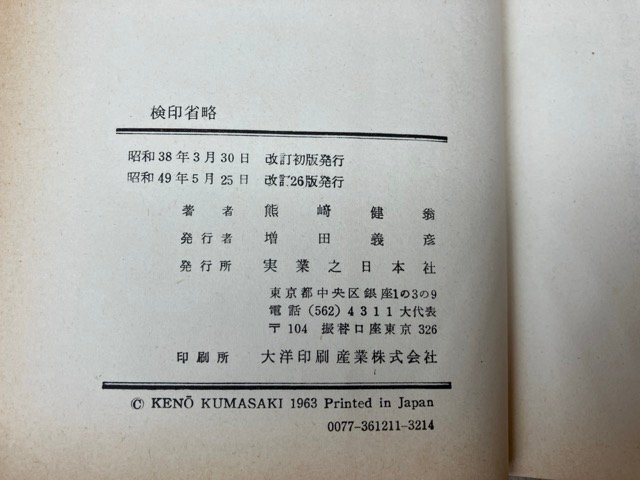 検印省略
昭和38年3月30日 改訂初版発行
昭和49年5月25日 改訂26版発行
著者 熊﨑健翁
発行者 増田義彦
発行所 実業之日本社
東京都中央区銀座1の3の9
電話(562)4311大代表
〒104 振替口座東京326
印刷所 大洋印刷産業株式会社
© KENŌ KUMASAKI 1963 Printed in Japan
0077-361211-3214